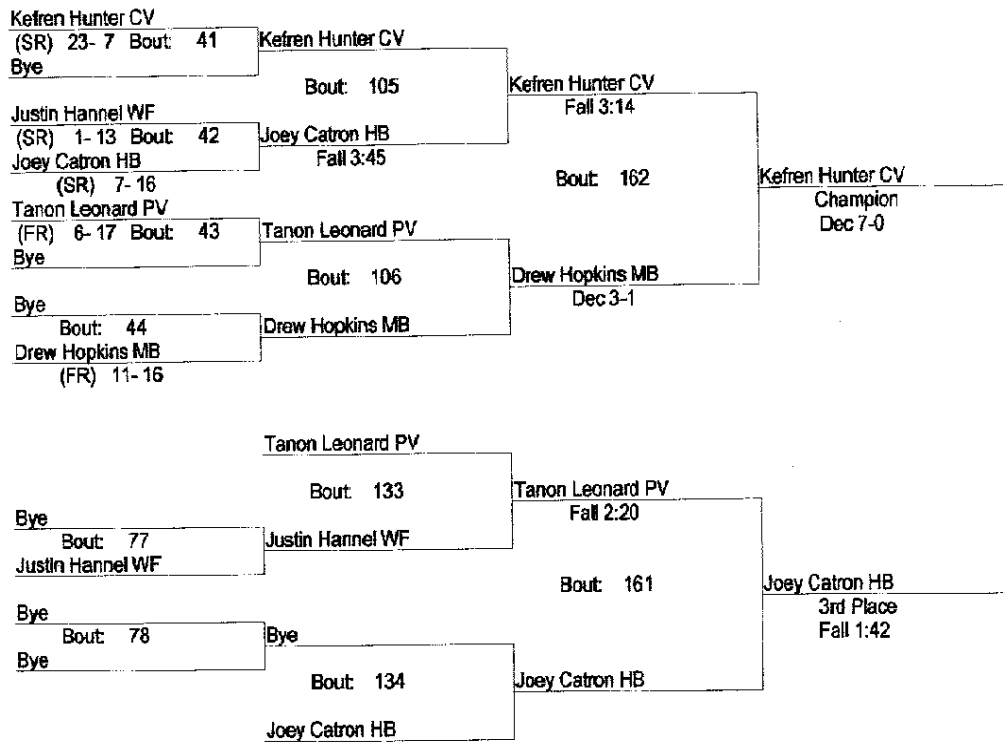 Kefren Hunter CV
(SR) 23- 7 Bout: 41
Bye
Kefren Hunter CV
Bout: 105
Justin Hannel WF
(SR) 1- 13 Bout: 42
Joey Catron HB
(SR) 7- 16
Joey Catron HB
Fall 3:45
Kefren Hunter CV
Fall 3:14
Bout: 162
Kefren Hunter CV
Champion
Dec 7-0
Tanon Leonard PV
(FR) 6- 17 Bout: 43
Bye
Tanon Leonard PV
Bout: 106
Drew Hopkins MB
Dec 3-1
Bye
Bout: 44
Drew Hopkins MB
(FR) 11- 16
Drew Hopkins MB
Tanon Leonard PV
Bout: 133
Tanon Leonard PV
Fall 2:20
Bye
Bout: 77
Justin Hannel WF
Justin Hannel WF
Bout: 161
Joey Catron HB
3rd Place
Fall 1:42
Bye
Bout: 78
Bye
Bye
Bout: 134
Joey Catron HB
Joey Catron HB